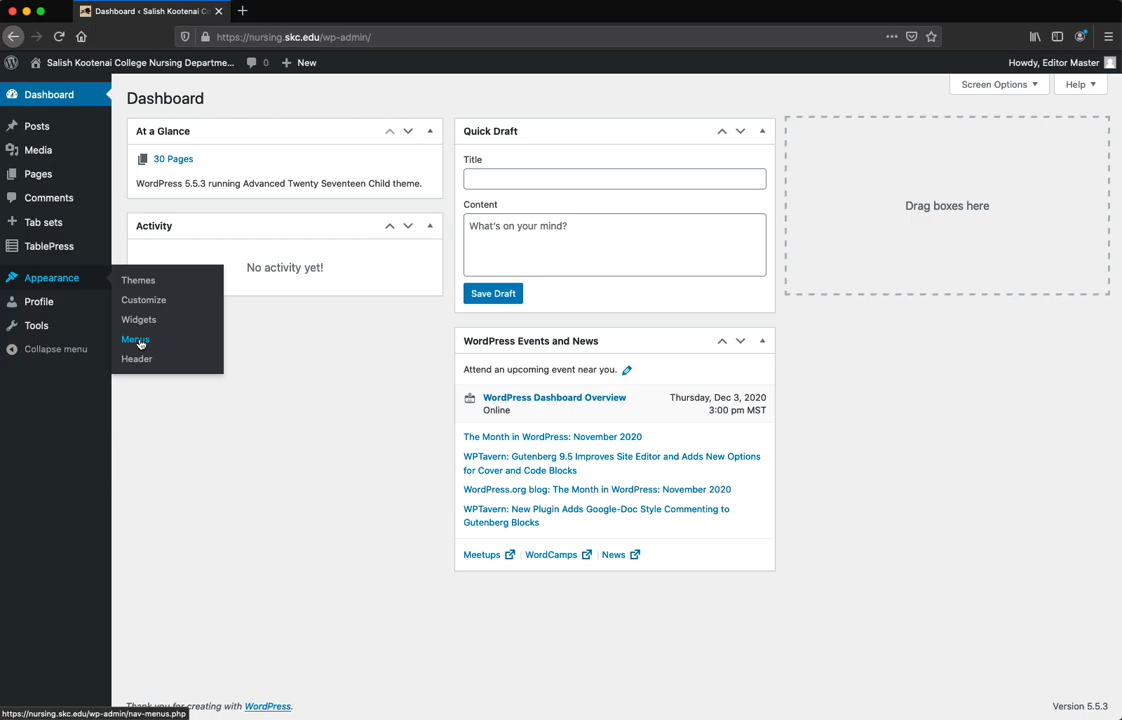 Dashboard ‹ Salish Kootenai C
https://nursing.skc.edu/wp-admin/
Salish Kootenai College Nursing Departme... 0 New Howdy, Editor Master
Screen Options Help
Dashboard
Dashboard
Posts
Media
Pages
Comments
Tab sets
TablePress
Appearance
Profile
Tools
Collapse menu
Themes
Customize
Widgets
Menus
Header
At a Glance
30 Pages
WordPress 5.5.3 running Advanced Twenty Seventeen Child theme.
Activity
No activity yet!
Quick Draft
Title
Content
What's on your mind?
Save Draft
WordPress Events and News
Attend an upcoming event near you.
WordPress Dashboard Overview Thursday, Dec 3, 2020
Online 3:00 pm MST
The Month in WordPress: November 2020
WPTavern: Gutenberg 9.5 Improves Site Editor and Adds New Options
for Cover and Code Blocks
WordPress.org blog: The Month in WordPress: November 2020
WPTavern: New Plugin Adds Google-Doc Style Commenting to
Gutenberg Blocks
Meetups WordCamps News
Drag boxes here
Thank you for creating with WordPress.
Version 5.5.3
https://nursing.skc.edu/wp-admin/nav-menus.php